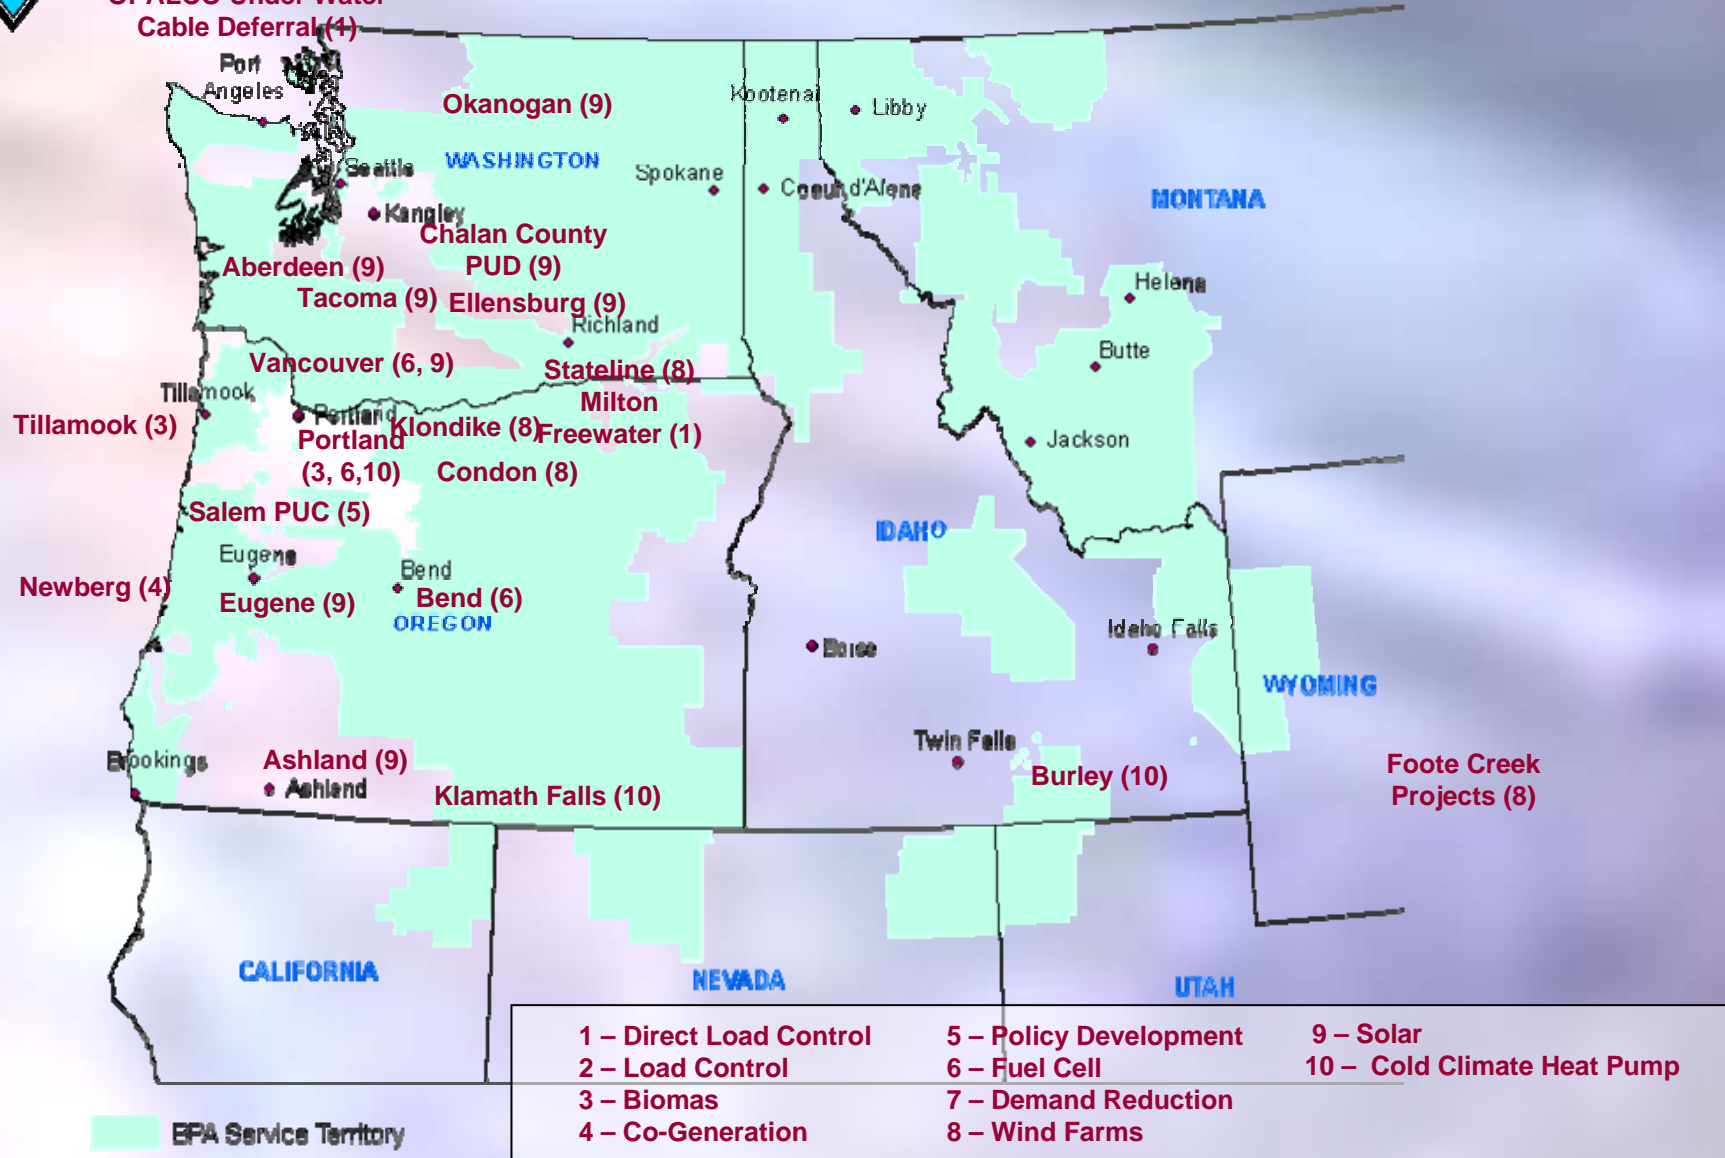 Cable Deferral (1)
Port
Angeles
Okanogan (9)
Kootenai
Libby
WASHINGTON
Seattle
Spokane
Coeur d'Alene
MONTANA
Kangley
Chalan County
PUD (9)
Aberdeen (9)
Helena
Tacoma (9)
Ellensburg (9)
Richland
Butte
Vancouver (6, 9)
Stateline (8)
Tillamook
Milton
Freewater (1)
Tillamook (3)
Portland
Klondike (8)
Portland
(3, 6,10)
Jackson
Condon (8)
Salem PUC (5)
IDAHO
Eugene
Bend
Newberg (4)
Eugene (9)
Bend (6)
OREGON
Idaho Falls
Boise
WYOMING
Twin Falls
Brookings
Ashland (9)
Ashland
Klamath Falls (10)
Burley (10)
Foote Creek
Projects (8)
CALIFORNIA
NEVADA
UTAH
1 – Direct Load Control
2 – Load Control
3 – Biomas
4 – Co-Generation
5 – Policy Development
6 – Fuel Cell
7 – Demand Reduction
8 – Wind Farms
9 – Solar
10 – Cold Climate Heat Pump
BPA Service Territory